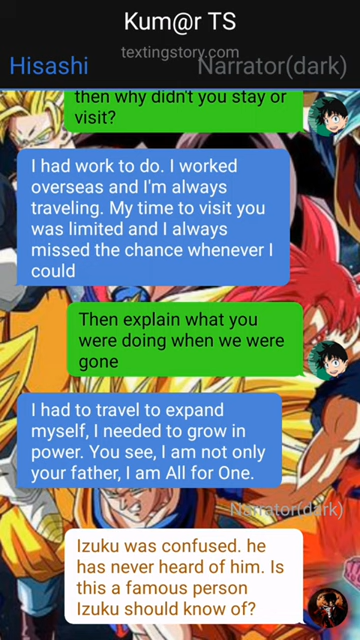 Kum@r TS
textingstory.com
Hisashi
Narrator(dark)
then why didn't you stay or
visit?
I had work to do. I worked
overseas and I'm always
traveling. My time to visit you
was limited and I always
missed the chance whenever I
could
Then explain what you
were doing when we were
gone
I had to travel to expand
myself, I needed to grow in
power. You see, I am not only
your father, I am All for One.
Narrator(dark)
Izuku was confused. he
has never heard of him. Is
this a famous person
Izuku should know of?